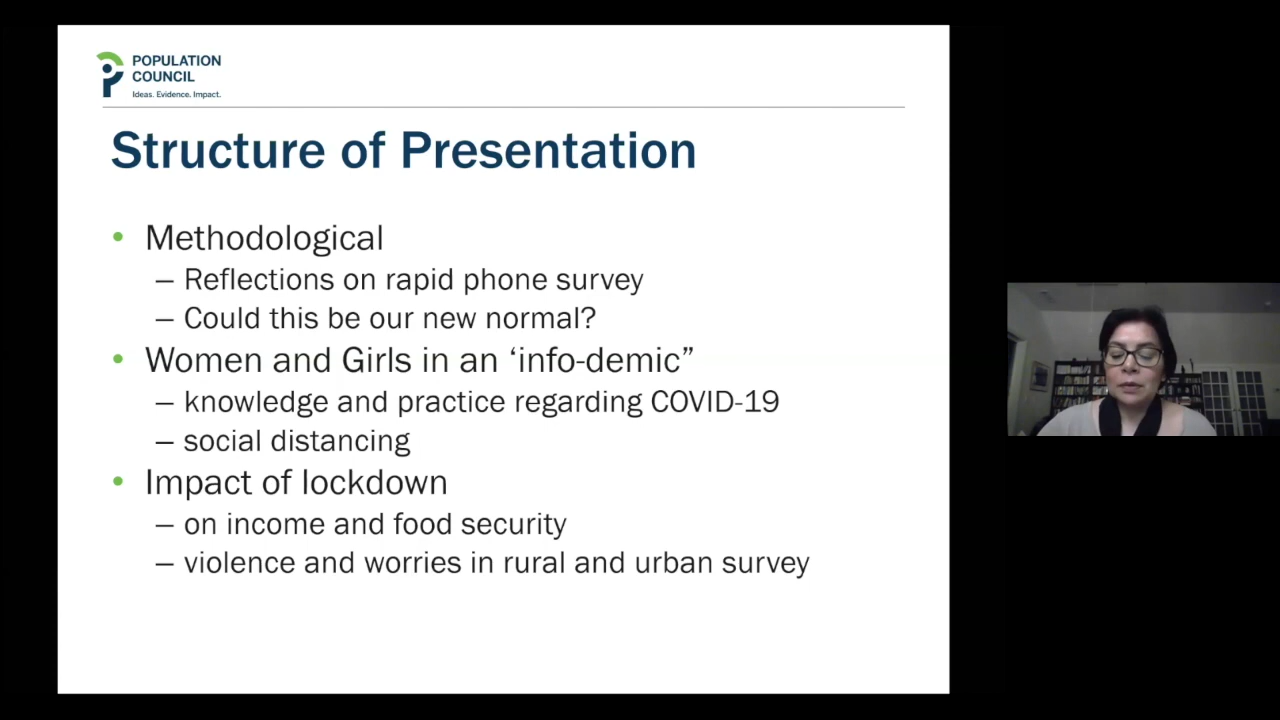 POPULATION
COUNCIL
Ideas. Evidence. Impact.
Structure of Presentation
• Methodological
– Reflections on rapid phone survey
– Could this be our new normal?
• Women and Girls in an ‘info-demic”
– knowledge and practice regarding COVID-19
– social distancing
• Impact of lockdown
– on income and food security
– violence and worries in rural and urban survey